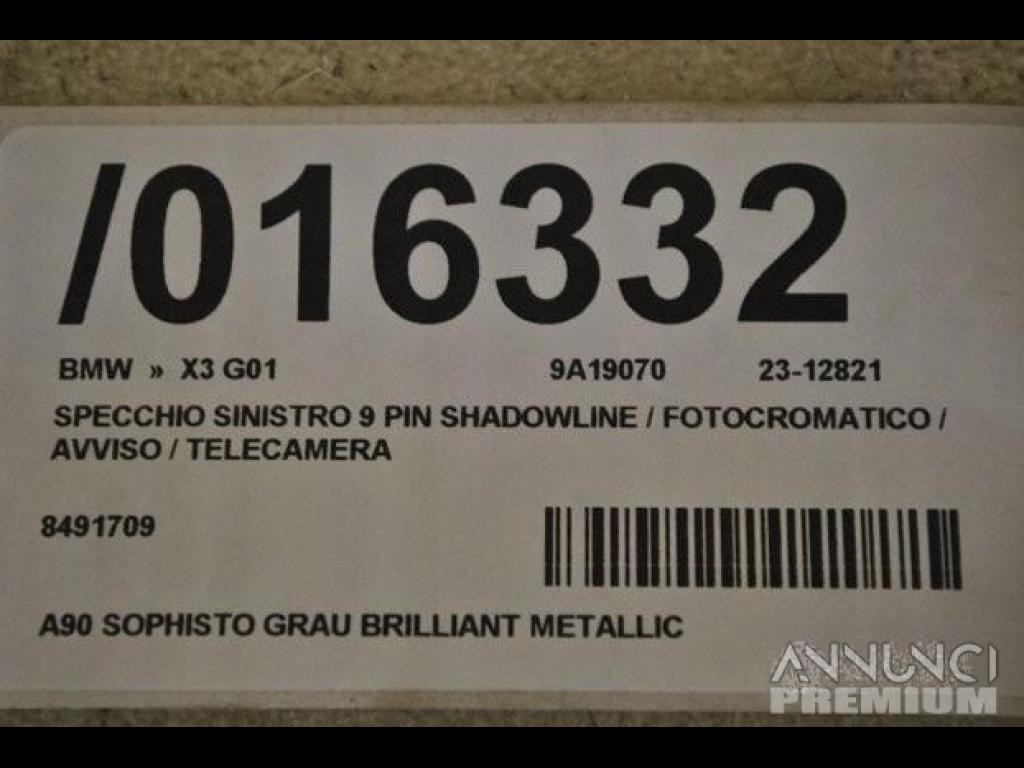 /016332
BMW » X3 G01 9A19070 23-12821
SPECCHIO SINISTRO 9 PIN SHADOWLINE / FOTOCROMATICO /
AVVISO / TELECAMERA
8491709
A90 SOPHISTO GRAU BRILLIANT METALLIC
ANNUNCI
PREMIUM